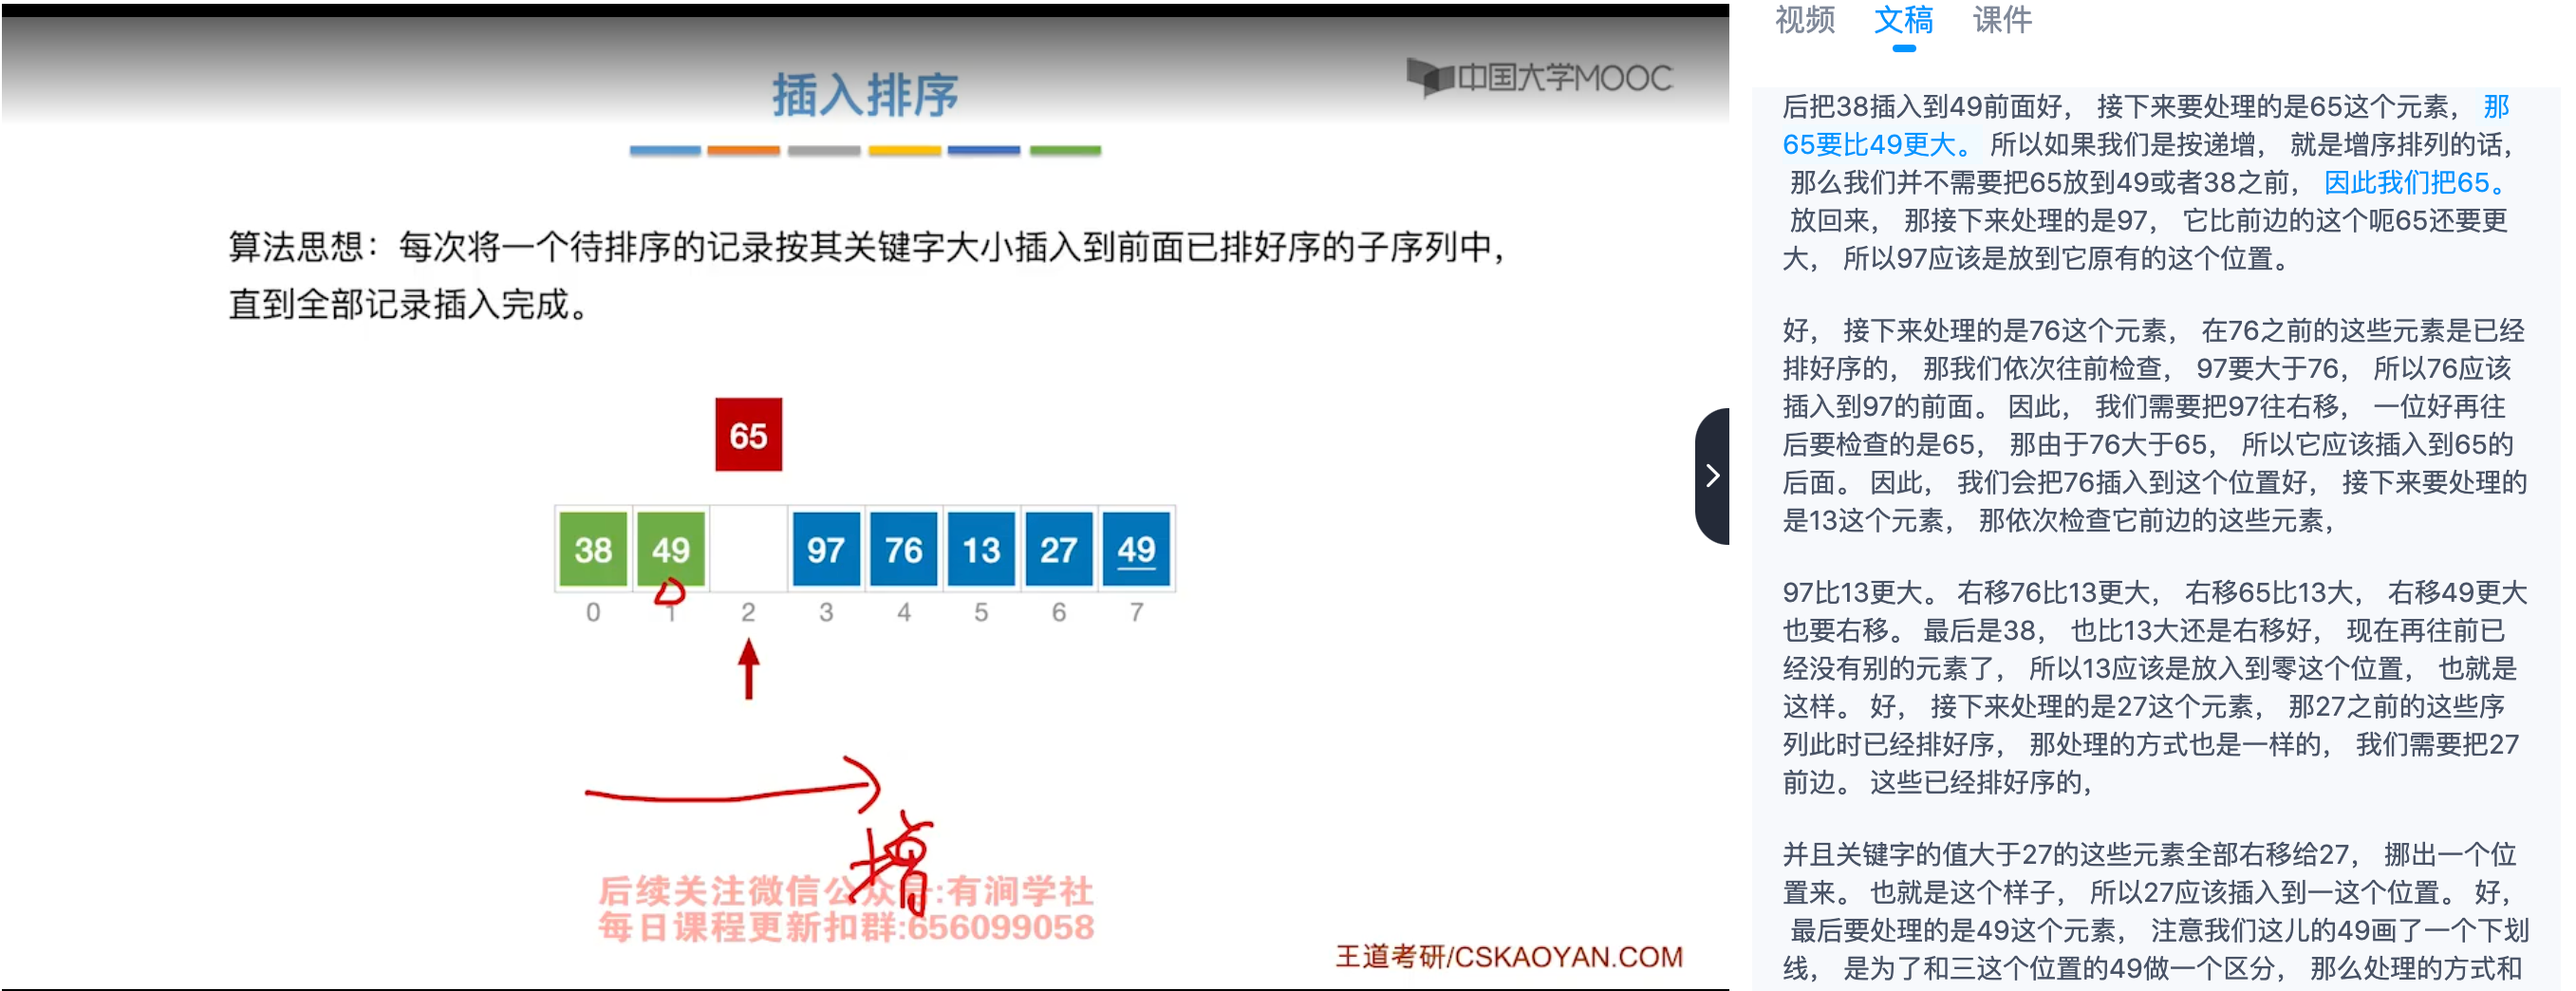 插入排序
中国大学MOOC
算法思想：每次将一个待排序的记录按其关键字大小插入到前面已排好序的子序列中，
直到全部记录插入完成。
65
38 49 97 76 13 27 49
0 1 2 3 4 5 6 7
增
后续关注微信公众号:有涧学社
每日课程更新扣群:656099058
王道考研/CSKAOYAN.COM
视频 文稿 课件
后把38插入到49前面好， 接下来要处理的是65这个元素， 那
65要比49更大。 所以如果我们是按递增， 就是增序排列的话，
那么我们并不需要把65放到49或者38之前， 因此我们把65。
放回来， 那接下来处理的是97， 它比前边的这个呃65还要更
大， 所以97应该是放到它原有的这个位置。
好， 接下来处理的是76这个元素， 在76之前的这些元素是已经
排好序的， 那我们依次往前检查， 97要大于76， 所以76应该
插入到97的前面。 因此， 我们需要把97往右移， 一位好再往
后要检查的是65， 那由于76大于65， 所以它应该插入到65的
后面。 因此， 我们会把76插入到这个位置好， 接下来要处理的
是13这个元素， 那依次检查它前边的这些元素，
97比13更大。 右移76比13更大， 右移65比13大， 右移49更大
也要右移。 最后是38， 也比13大还是右移好， 现在再往前已
经没有别的元素了， 所以13应该是放入到零这个位置， 也就是
这样。 好， 接下来处理的是27这个元素， 那27之前的这些序
列此时已经排好序， 那处理的方式也是一样的， 我们需要把27
前边。 这些已经排好序的，
并且关键字的值大于27的这些元素全部右移给27， 挪出一个位
置来。 也就是这个样子， 所以27应该插入到一这个位置。 好，
最后要处理的是49这个元素， 注意我们这儿的49画了一个下划
线， 是为了和三这个位置的49做一个区分， 那么处理的方式和